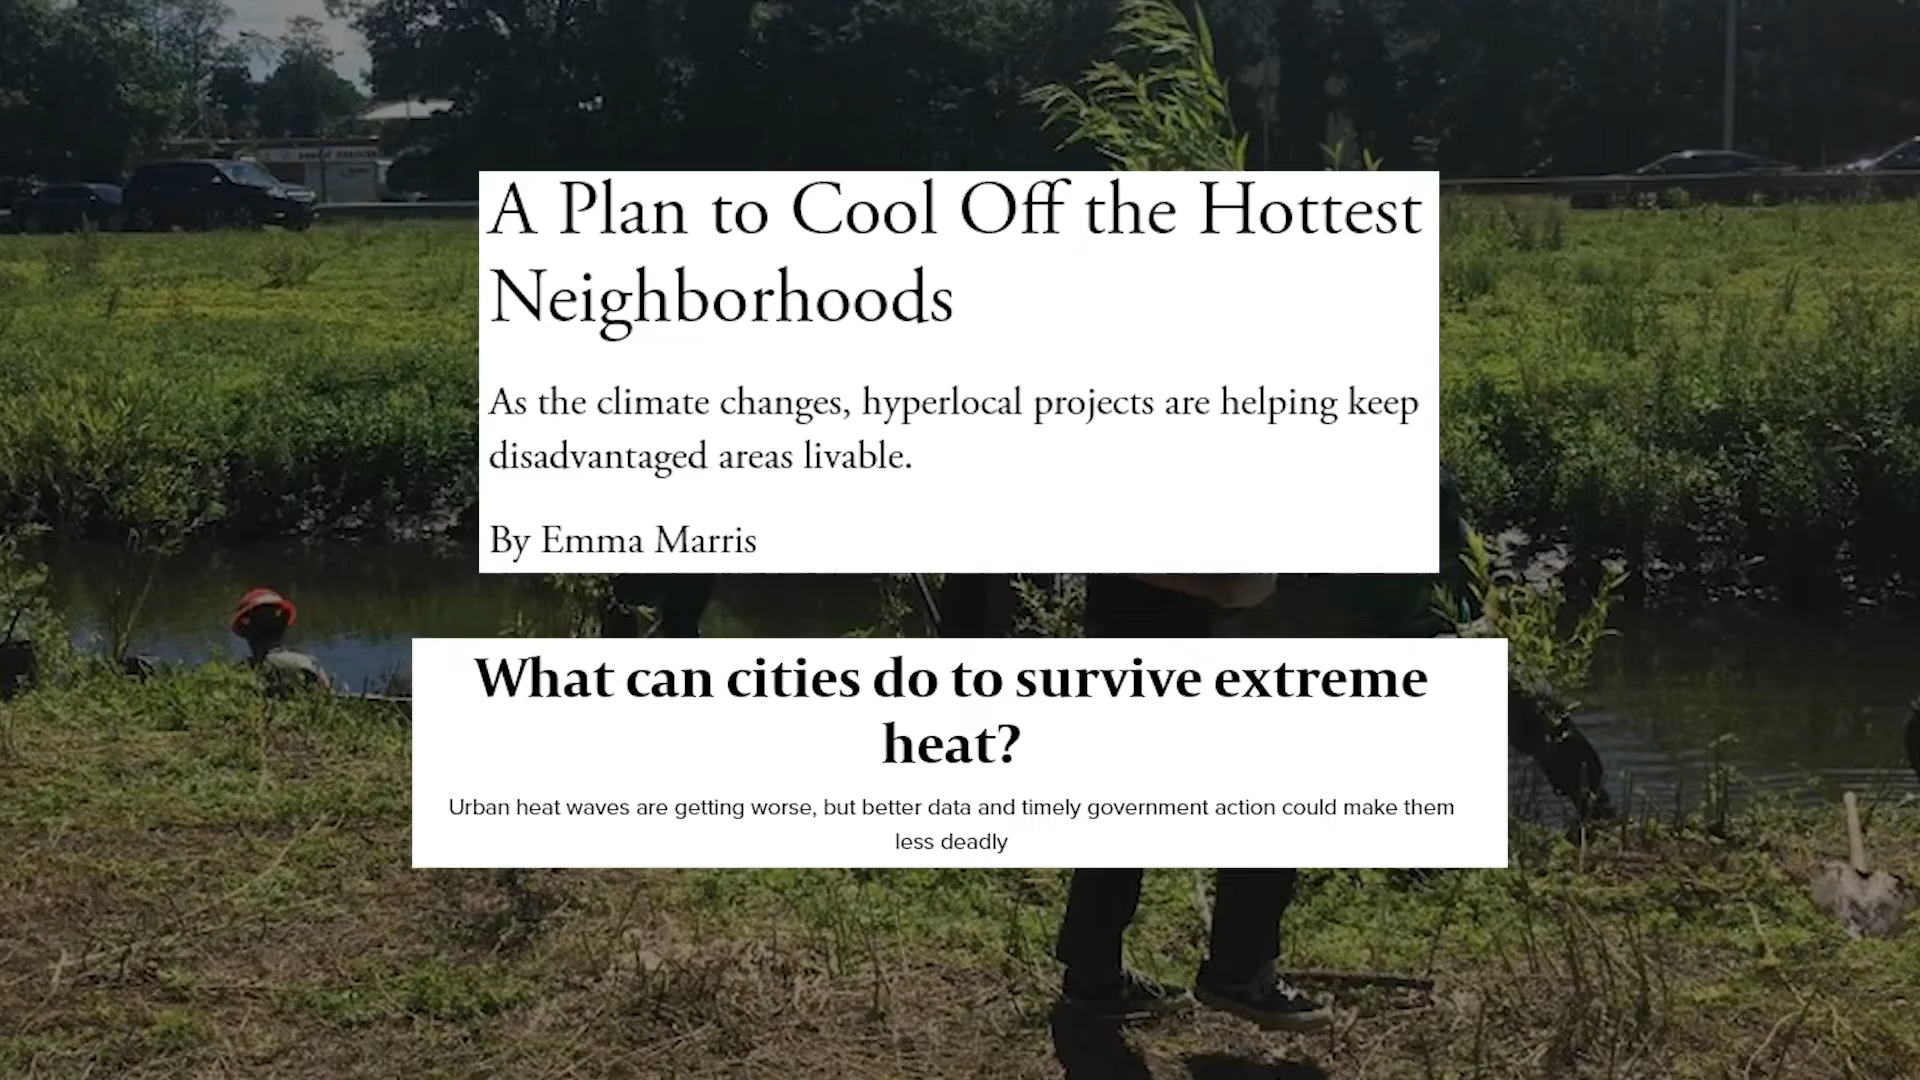 A Plan to Cool Off the Hottest
Neighborhoods
As the climate changes, hyperlocal projects are helping keep
disadvantaged areas livable.
By Emma Marris
What can cities do to survive extreme
heat?
Urban heat waves are getting worse, but better data and timely government action could make them
less deadly